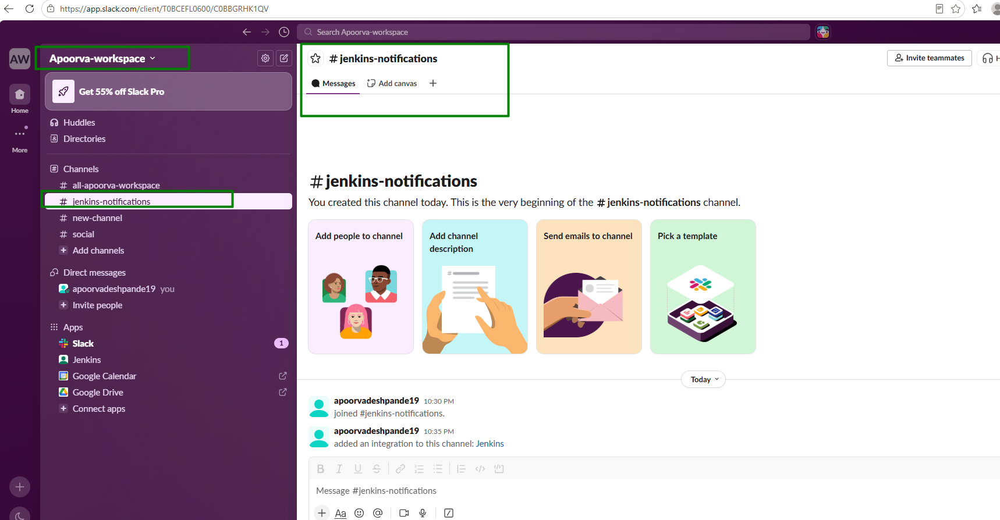 https://app.slack.com/client/T0BCEFL0600/C0BBGRHK1QV
Search Apoorva-workspace
AW
Apoorva-workspace
Get 55% off Slack Pro
Home
More
Huddles
Directories
Channels
# all-apoorva-workspace
# jenkins-notifications
# new-channel
# social
+ Add channels
Direct messages
apoorvadeshpande19 you
+ Invite people
Apps
Slack 1
Jenkins
Google Calendar
Google Drive
+ Connect apps
# jenkins-notifications
Invite teammates
H
Messages
Add canvas
+
# jenkins-notifications
You created this channel today. This is the very beginning of the # jenkins-notifications channel.
Add people to channel
Add channel
description
Send emails to channel
Pick a template
#
31
Today
apoorvadeshpande19 10:30 PM
joined #jenkins-notifications.
apoorvadeshpande19 10:35 PM
added an integration to this channel: Jenkins
B I U S
Message #jenkins-notifications
+ Aa @